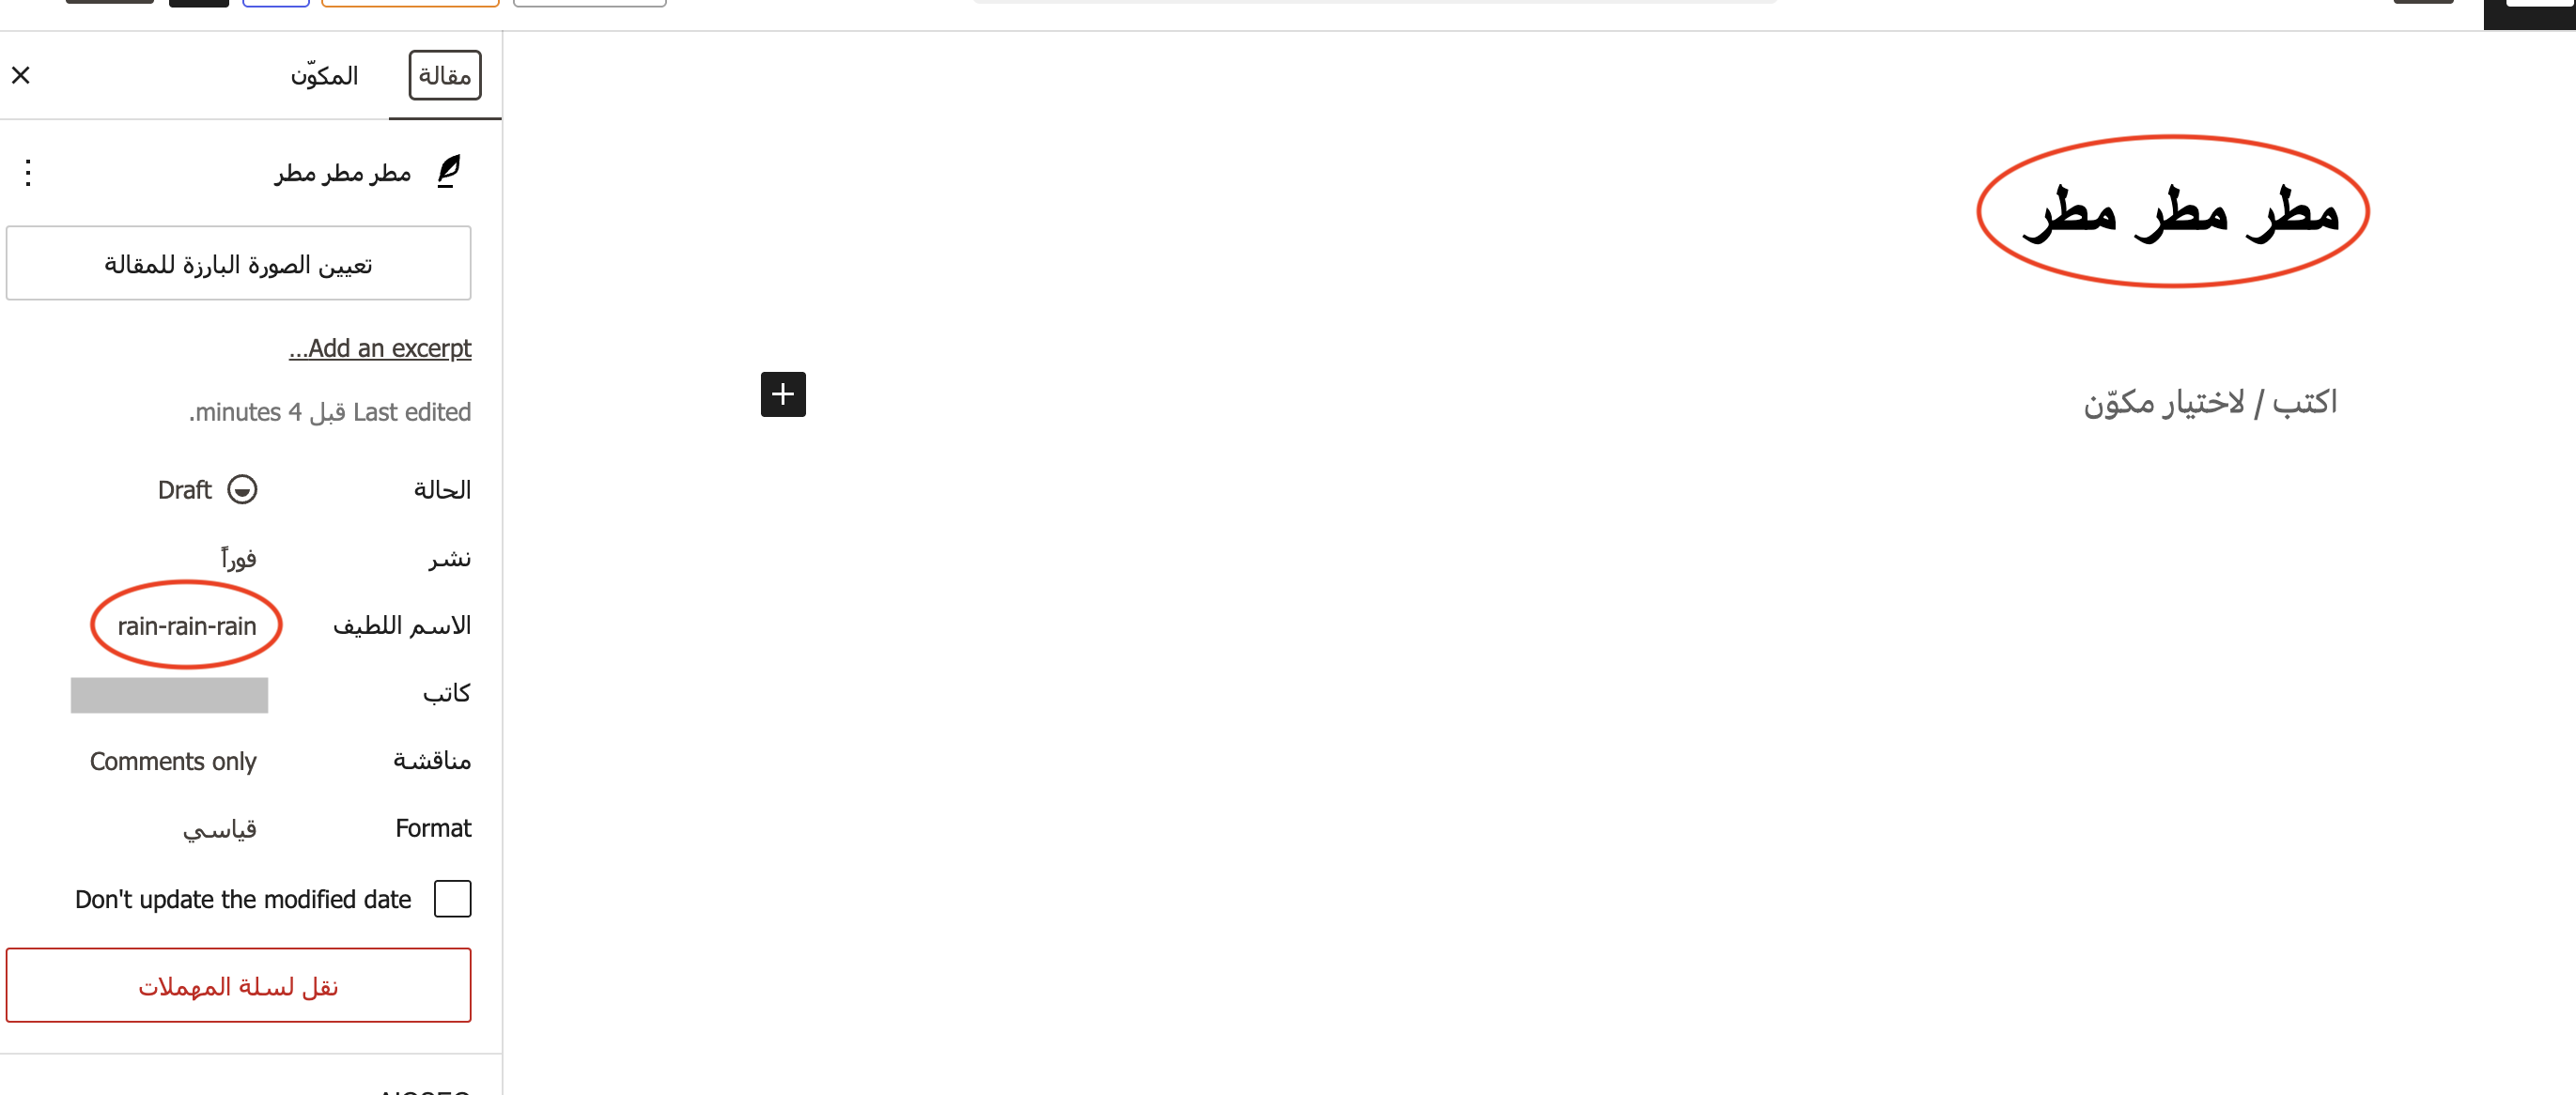 مقالة
المكوّن
مطر مطر مطر
تعيين الصورة البارزة للمقالة
Add an excerpt...
Last edited قبل 4 minutes.
الحالة Draft
نشر فوراً
الاسم اللطيف rain-rain-rain
كاتب
مناقشة Comments only
Format قياسي
Don't update the modified date
نقل لسلة المهملات
مطر مطر مطر
اكتب / لاختيار مكوّن